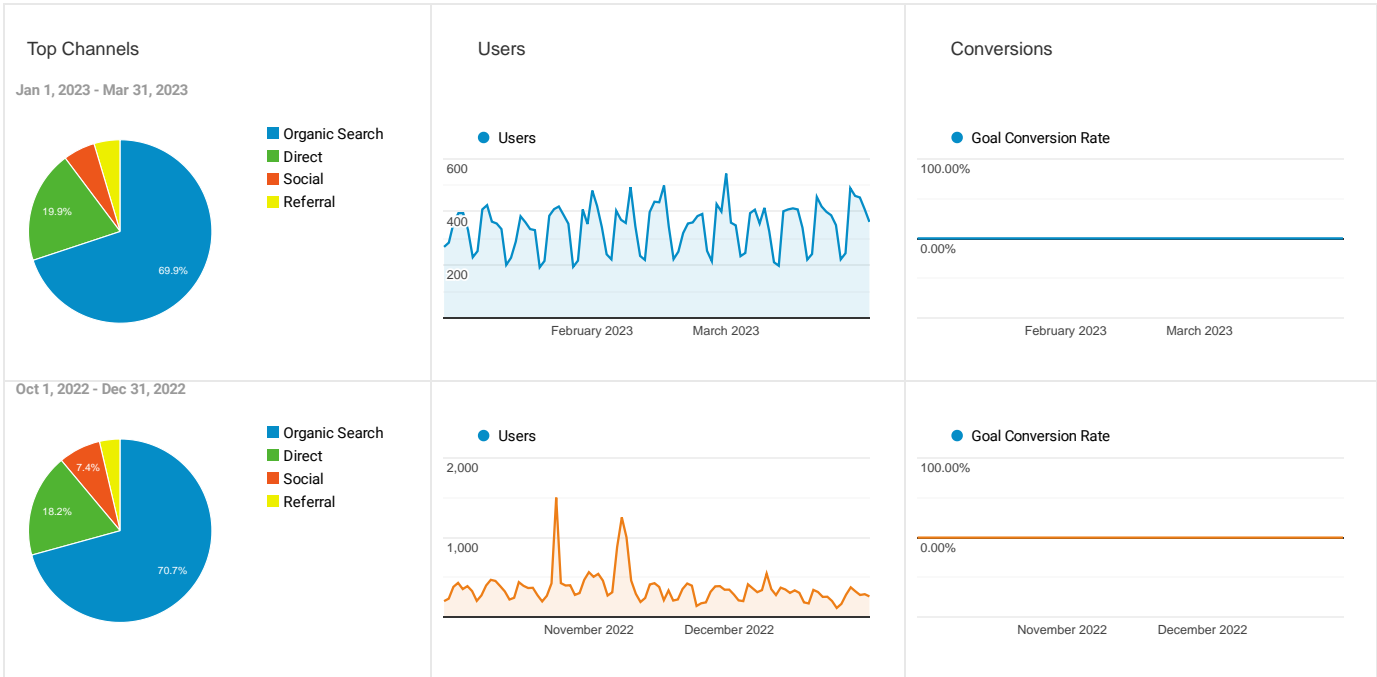 Top Channels
Users
Conversions
Jan 1, 2023 - Mar 31, 2023
Organic Search
Direct
Social
Referral
19.9%
69.9%
Users
600
400
200
February 2023
March 2023
Goal Conversion Rate
100.00%
0.00%
February 2023
March 2023
Oct 1, 2022 - Dec 31, 2022
Organic Search
Direct
Social
Referral
7.4%
18.2%
70.7%
Users
2,000
1,000
November 2022
December 2022
Goal Conversion Rate
100.00%
0.00%
November 2022
December 2022